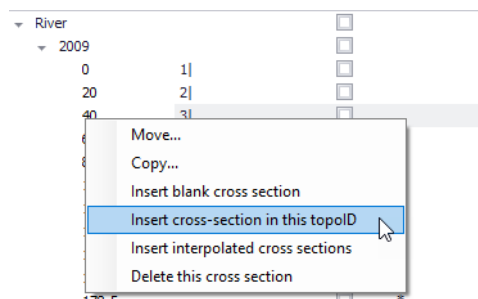 River
2009
0 1|
20 2|
40 3|
Move...
Copy...
Insert blank cross section
Insert cross-section in this topoID
Insert interpolated cross sections
Delete this cross section